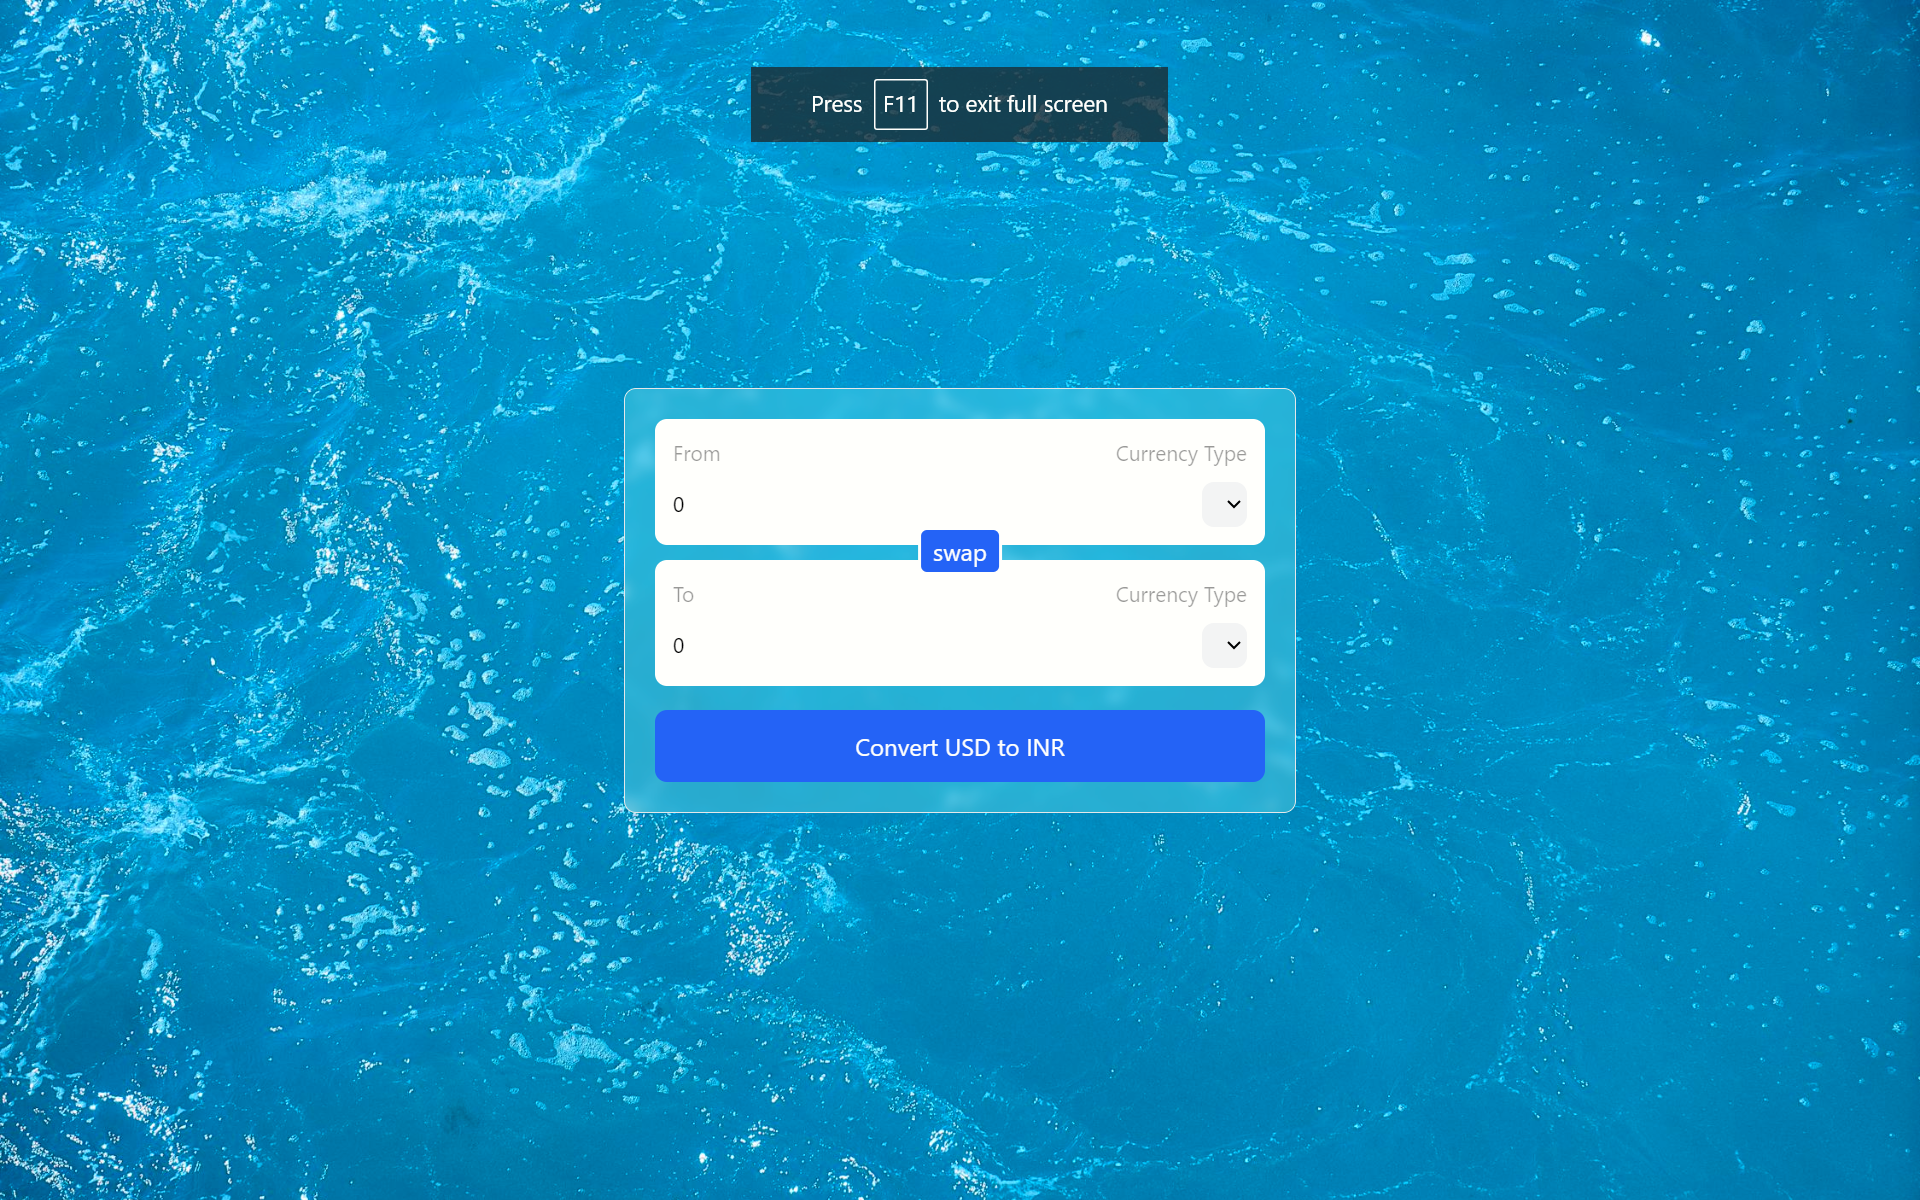 Press F11 to exit full screen
From Currency Type
0
swap
To Currency Type
0
Convert USD to INR